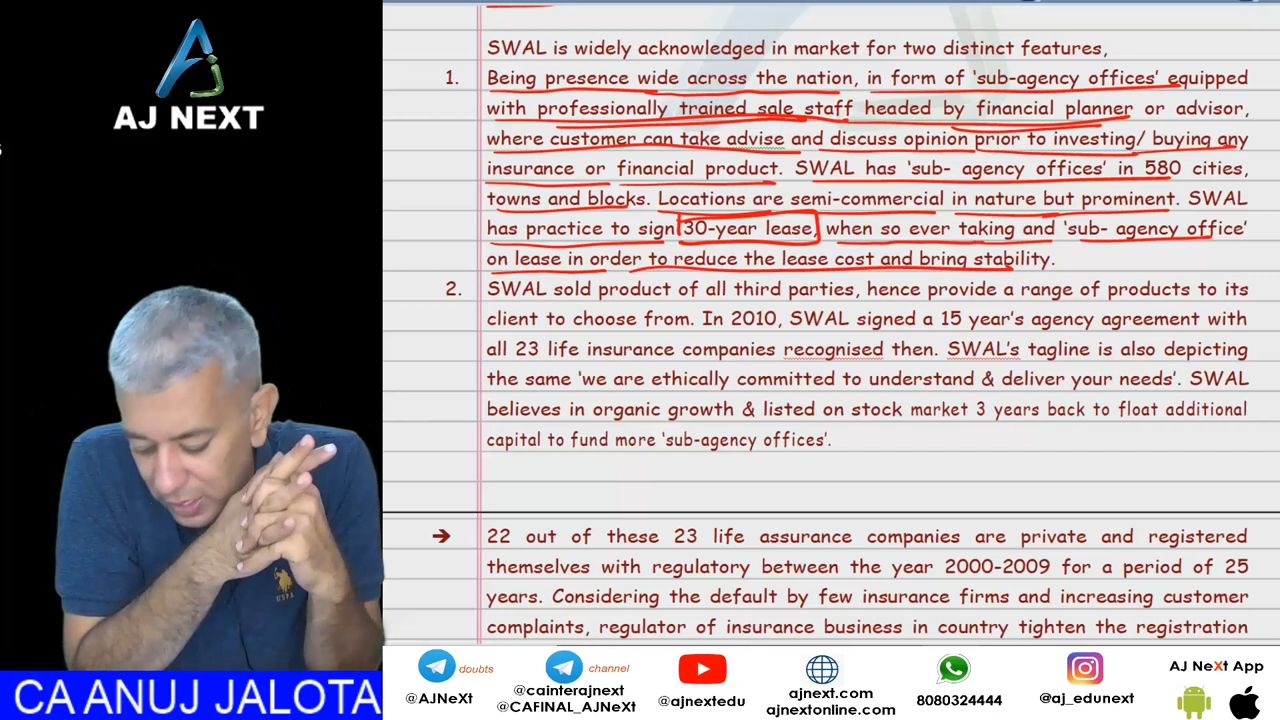 AJ NEXT
SWAL is widely acknowledged in market for two distinct features,
1. Being presence wide across the nation, in form of ‘sub-agency offices’ equipped
with professionally trained sale staff headed by financial planner or advisor,
where customer can take advise and discuss opinion prior to investing/ buying any
insurance or financial product. SWAL has ‘sub- agency offices’ in 580 cities,
towns and blocks. Locations are semi-commercial in nature but prominent. SWAL
has practice to sign 30-year lease, when so ever taking and ‘sub- agency office’
on lease in order to reduce the lease cost and bring stability.
2. SWAL sold product of all third parties, hence provide a range of products to its
client to choose from. In 2010, SWAL signed a 15 year’s agency agreement with
all 23 life insurance companies recognised then. SWAL’s tagline is also depicting
the same ‘we are ethically committed to understand & deliver your needs’. SWAL
believes in organic growth & listed on stock market 3 years back to float additional
capital to fund more ‘sub-agency offices’.
➔ 22 out of these 23 life assurance companies are private and registered
themselves with regulatory between the year 2000-2009 for a period of 25
years. Considering the default by few insurance firms and increasing customer
complaints, regulator of insurance business in country tighten the registration
USPA
CA ANUJ JALOTA
doubts
@AJNeXt
channel
@cainterajnext
@CAFINAL_AJNeXt
@ajnextedu
ajnext.com
ajnextonline.com
8080324444
@aj_edunext
AJ NeXt App